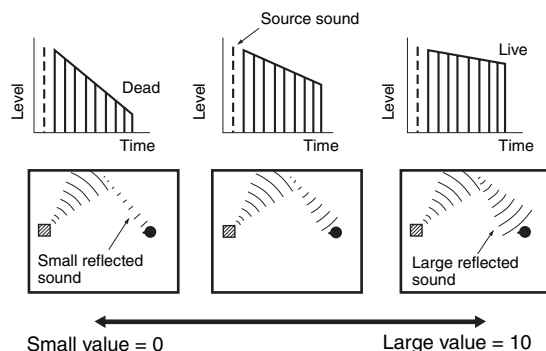 Source sound
Level
Dead
Time
Level
Time
Level
Live
Time
Small reflected
sound
Large reflected
sound
Small value = 0
Large value = 10